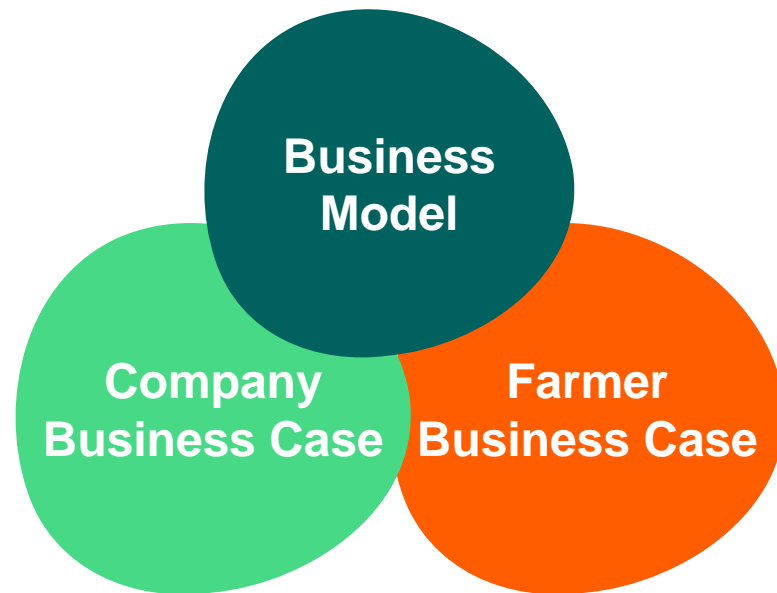 Business
Model
Company
Business Case
Farmer
Business Case